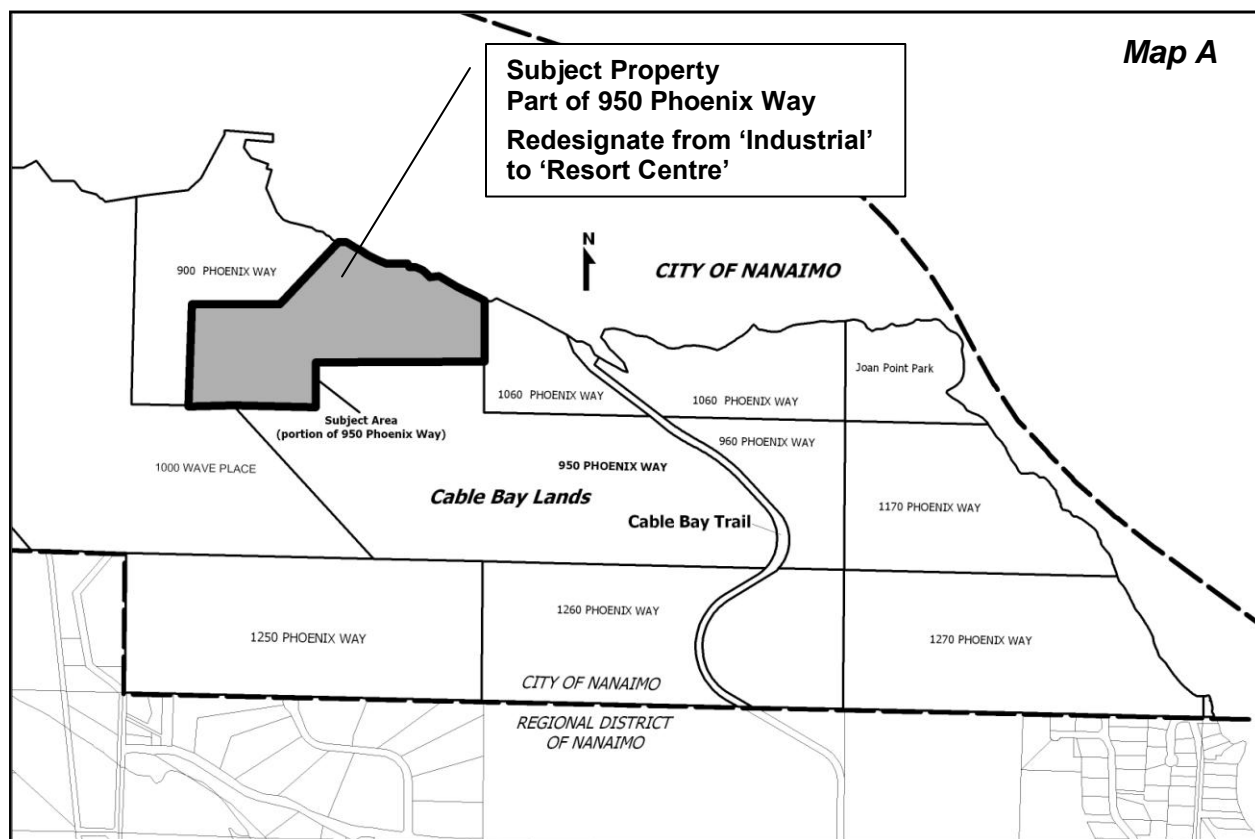 Map A
Subject Property
Part of 950 Phoenix Way
Redesignate from ‘Industrial’
to ‘Resort Centre’
N
CITY OF NANAIMO
900 PHOENIX WAY
Joan Point Park
1060 PHOENIX WAY
1060 PHOENIX WAY
Subject Area
(portion of 950 Phoenix Way)
960 PHOENIX WAY
1000 WAVE PLACE
950 PHOENIX WAY
Cable Bay Lands
1170 PHOENIX WAY
Cable Bay Trail
1250 PHOENIX WAY
1260 PHOENIX WAY
1270 PHOENIX WAY
CITY OF NANAIMO
REGIONAL DISTRICT
OF NANAIMO